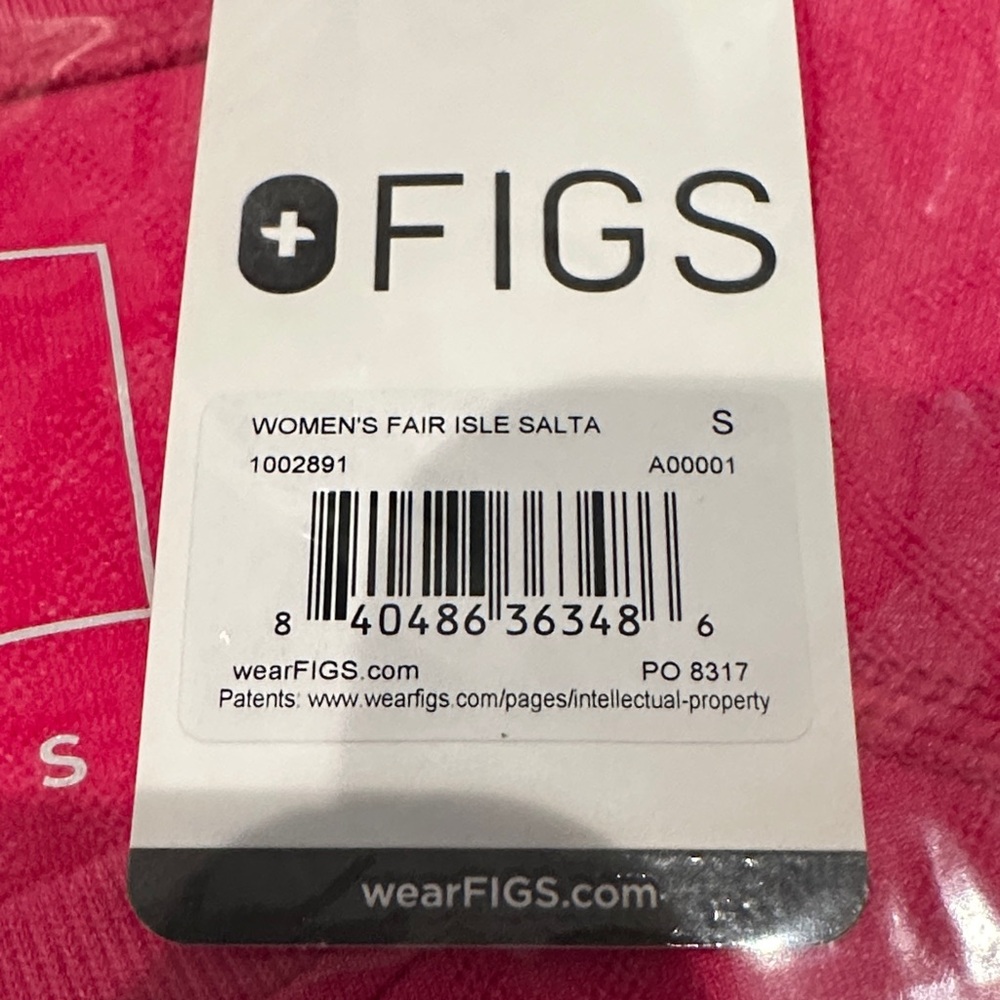 FIGS
WOMEN'S FAIR ISLE SALTA S
1002891 A00001
8 40486 36348 6
wearFIGS.com PO 8317
Patents: www.wearfigs.com/pages/intellectual-property
S
wearFIGS.com